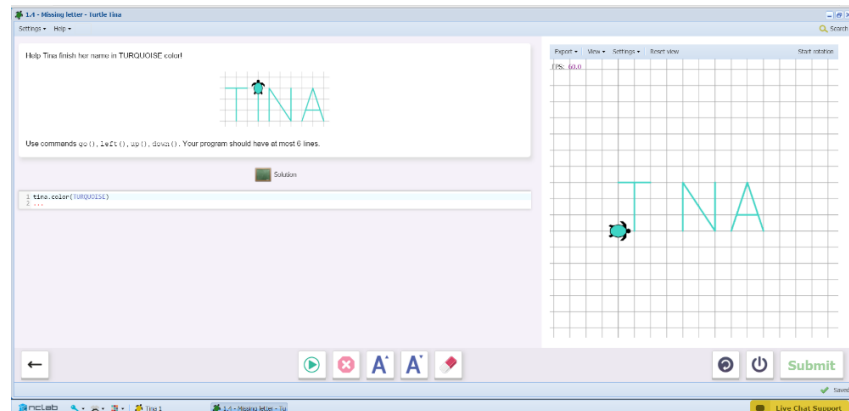 1.4 - Missing letter - Turtle Tina
Settings Help Search
Help Tina finish her name in TURQUOISE color!
TINA
Use commands go(), left(), up(), down(). Your program should have at most 6 lines.
Solution
1 tina.color(TURQUOISE)
2 ...
Export View Settings Reset view Start rotation
FPS: 60.0
T NA
A A
Submit
Saved
nclab Tina 1 1.4 - Missing letter - Tu Live Chat Support